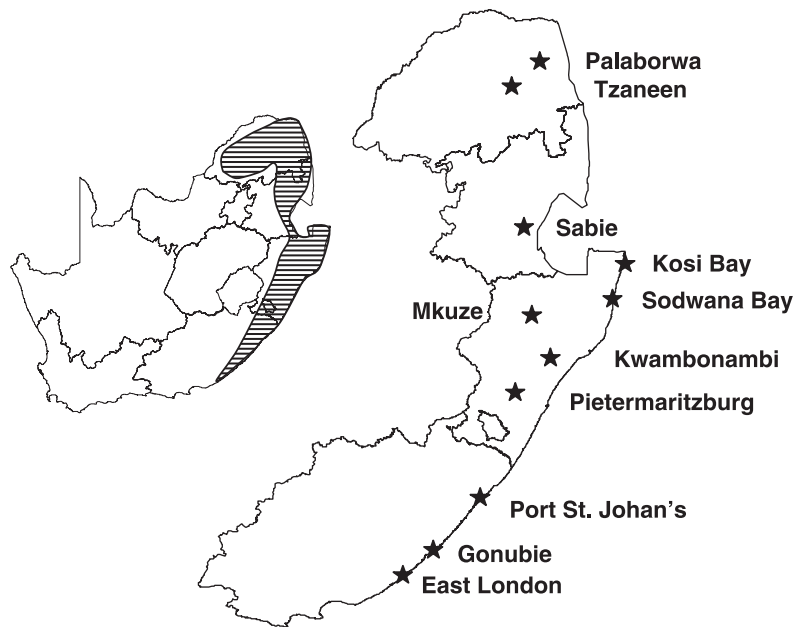 Palaborwa
Tzaneen
Sabie
Kosi Bay
Sodwana Bay
Mkuze
Kwambonambi
Pietermaritzburg
Port St. Johan's
Gonubie
East London